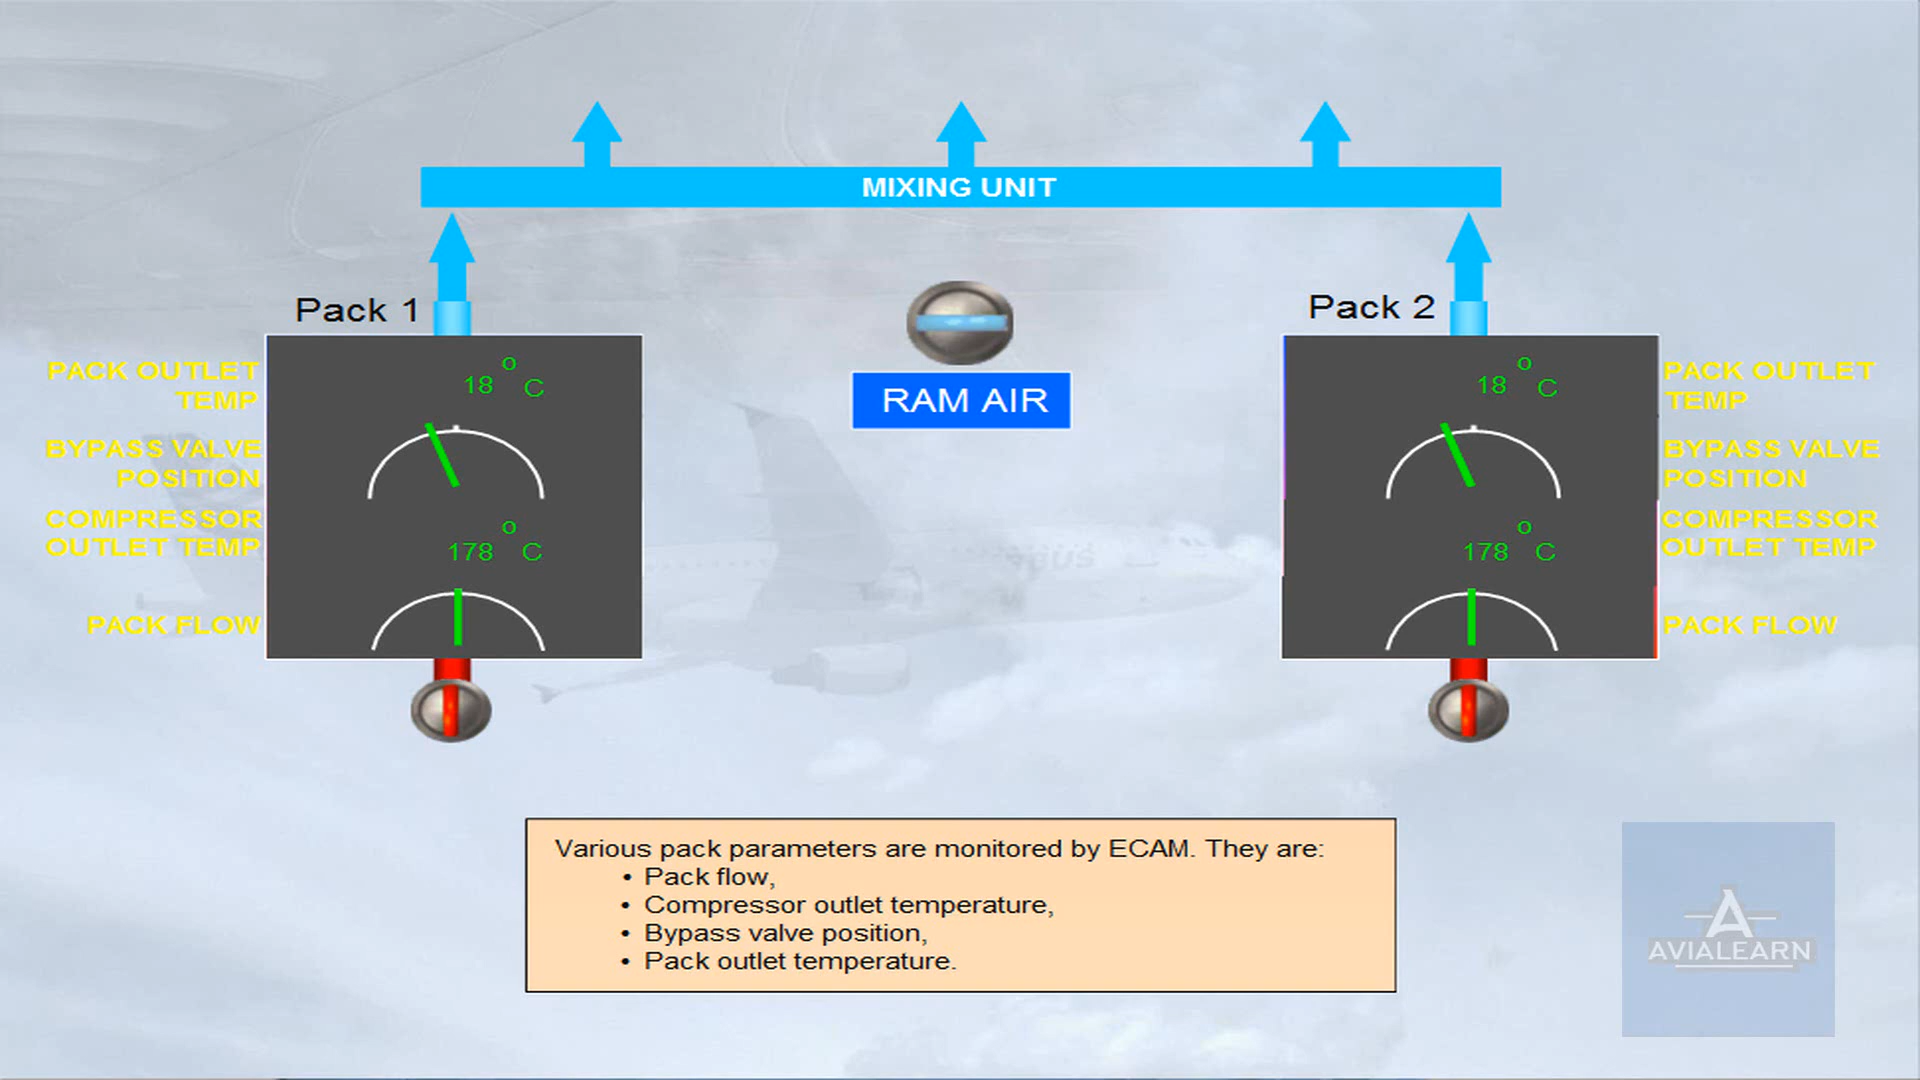 MIXING UNIT
Pack 1
Pack 2
RAM AIR
PACK OUTLET
TEMP
18 °C
BYPASS VALVE
POSITION
COMPRESSOR
OUTLET TEMP
178 °C
PACK FLOW
18 °C
PACK OUTLET
TEMP
BYPASS VALVE
POSITION
178 °C
COMPRESSOR
OUTLET TEMP
PACK FLOW
Various pack parameters are monitored by ECAM. They are:
• Pack flow,
• Compressor outlet temperature,
• Bypass valve position,
• Pack outlet temperature.
A
AVIALEARN